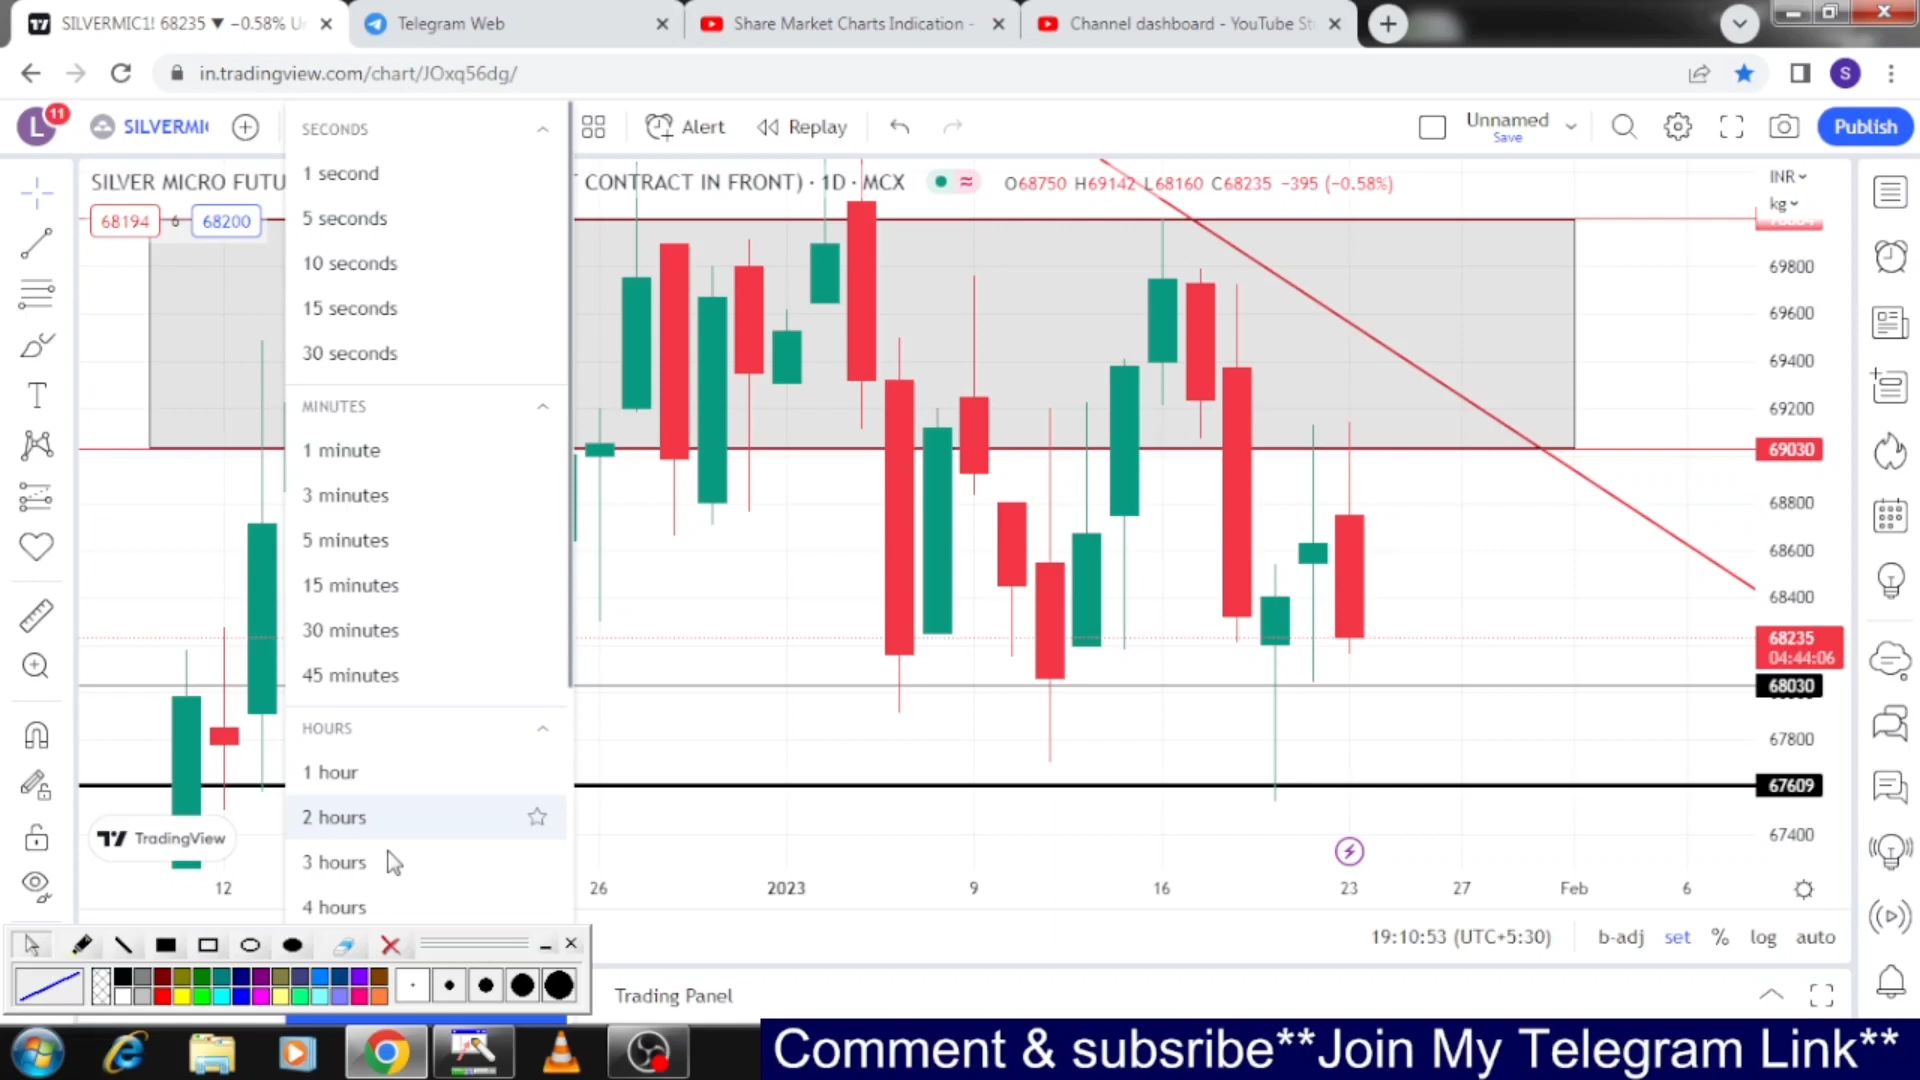 SILVERMIC1! 68235 ▼ −0.58% Un
Telegram Web
Share Market Charts Indication -
Channel dashboard - YouTube St
in.tradingview.com/chart/JOxq56dg/
S
L
11
SILVERMI
Alert
Replay
Unnamed
Save
Publish
SILVER MICRO FUTU
CONTRACT IN FRONT) · 1D · MCX
O68750 H69142 L68160 C68235 −395 (−0.58%)
68194
6
68200
SECONDS
1 second
5 seconds
10 seconds
15 seconds
30 seconds
MINUTES
1 minute
3 minutes
5 minutes
15 minutes
30 minutes
45 minutes
HOURS
1 hour
2 hours
3 hours
4 hours
INR
kg
69800
69600
69400
69200
69030
68800
68600
68400
68235
04:44:06
68030
67800
67609
67400
TradingView
12
26
2023
9
16
23
27
Feb
6
19:10:53 (UTC+5:30)
b-adj
set
%
log
auto
Trading Panel
Comment & subsribe**Join My Telegram Link**